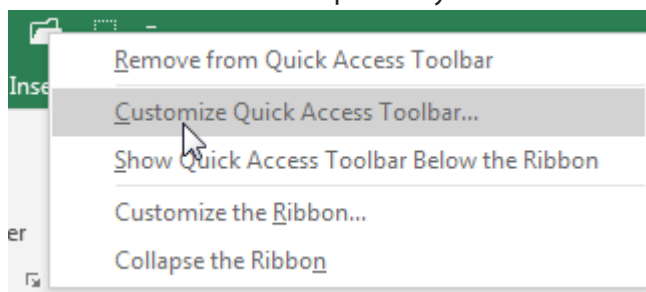 Remove from Quick Access Toolbar
Inse
Customize Quick Access Toolbar...
Show Quick Access Toolbar Below the Ribbon
Customize the Ribbon...
er
Collapse the Ribbon